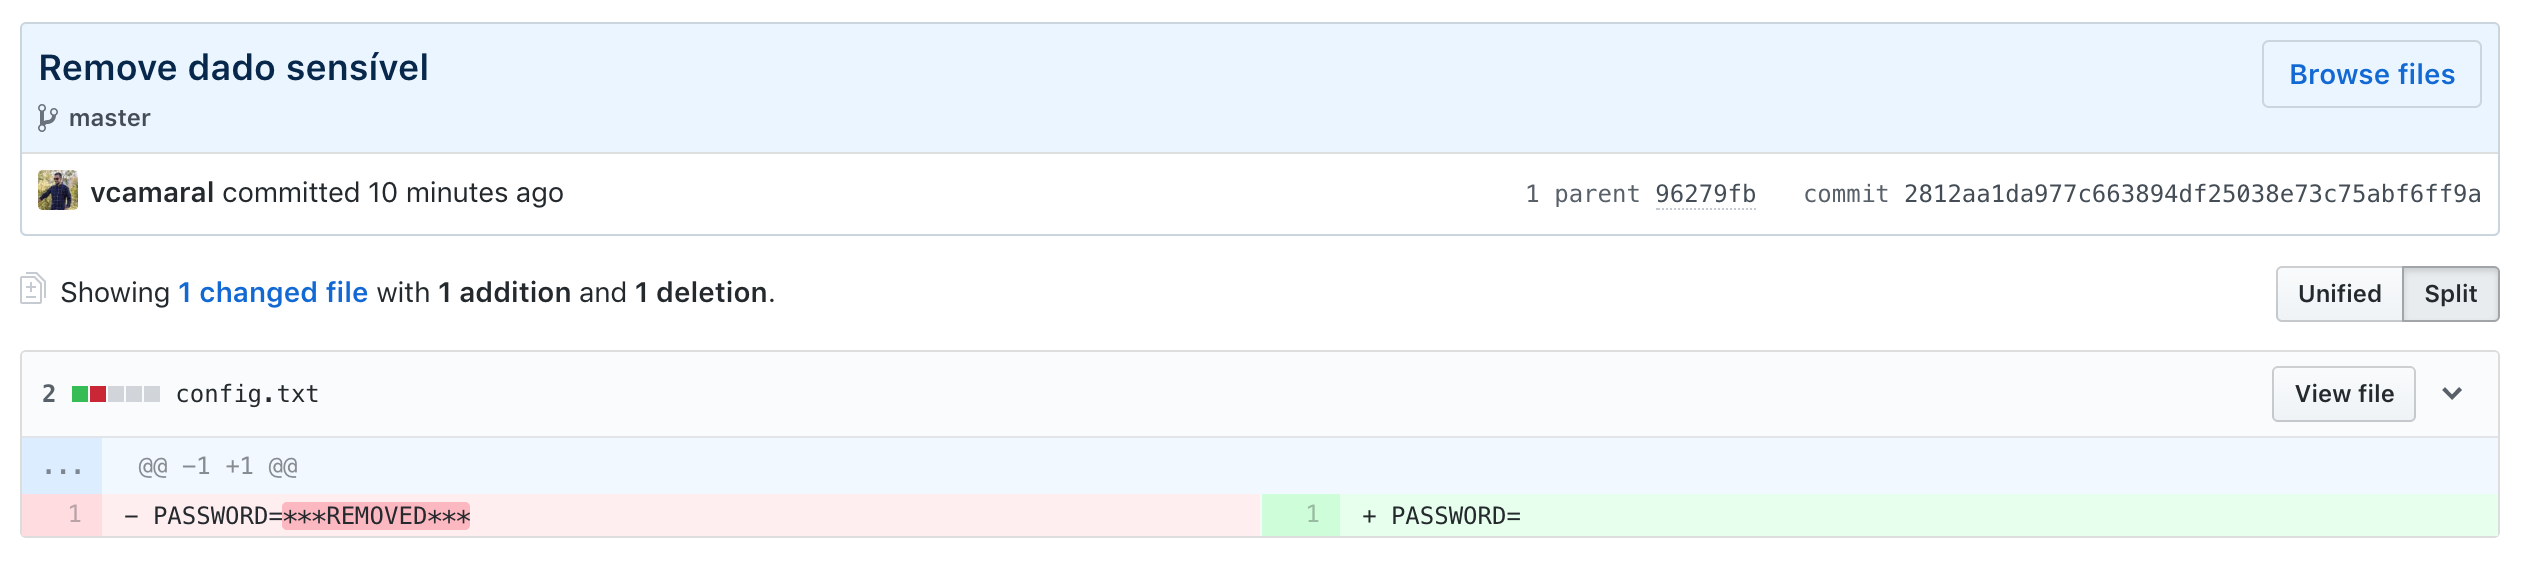 Remove dado sensível
Browse files
master
vcamaral committed 10 minutes ago
1 parent 96279fb commit 2812aa1da977c663894df25038e73c75abf6ff9a
Showing 1 changed file with 1 addition and 1 deletion.
Unified Split
2 config.txt
View file
... @@ -1 +1 @@
1 - PASSWORD=***REMOVED***
1 + PASSWORD=